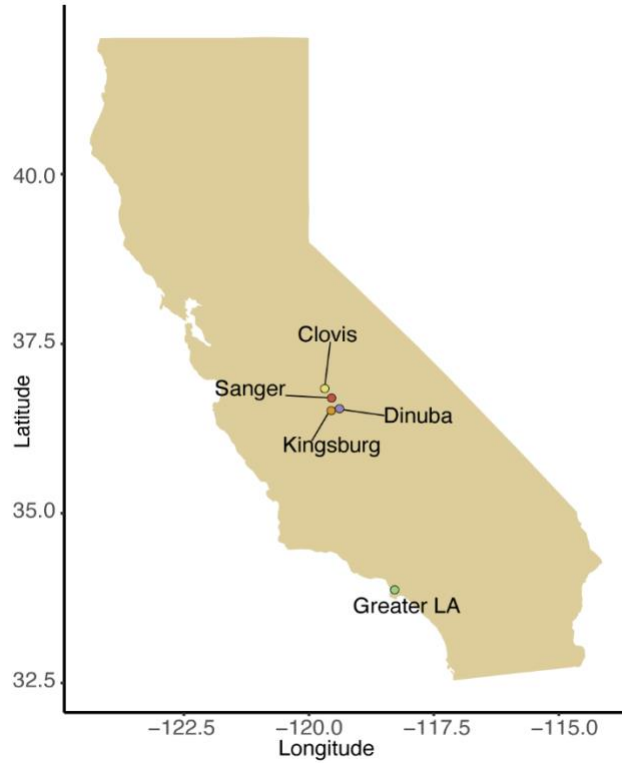 40.0
37.5
35.0
32.5
Latitude
Clovis
Sanger
Dinuba
Kingsburg
Greater LA
−122.5
−120.0
−117.5
−115.0
Longitude